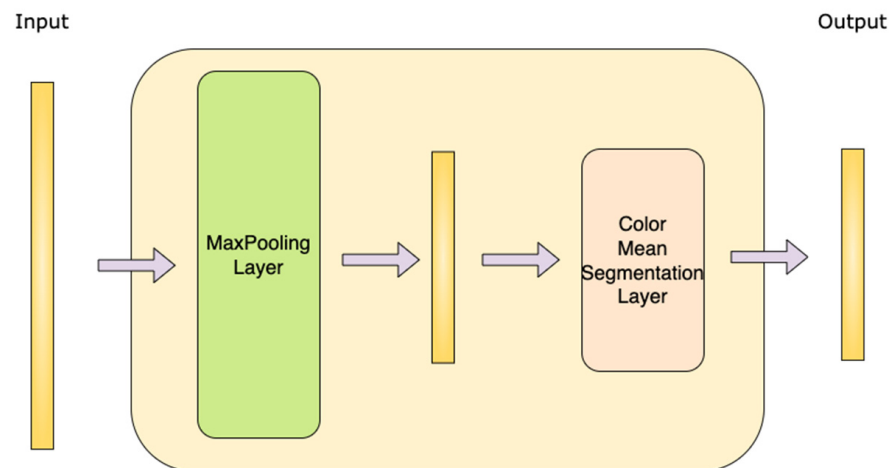 Input
Output
MaxPooling
Layer
Color
Mean
Segmentation
Layer